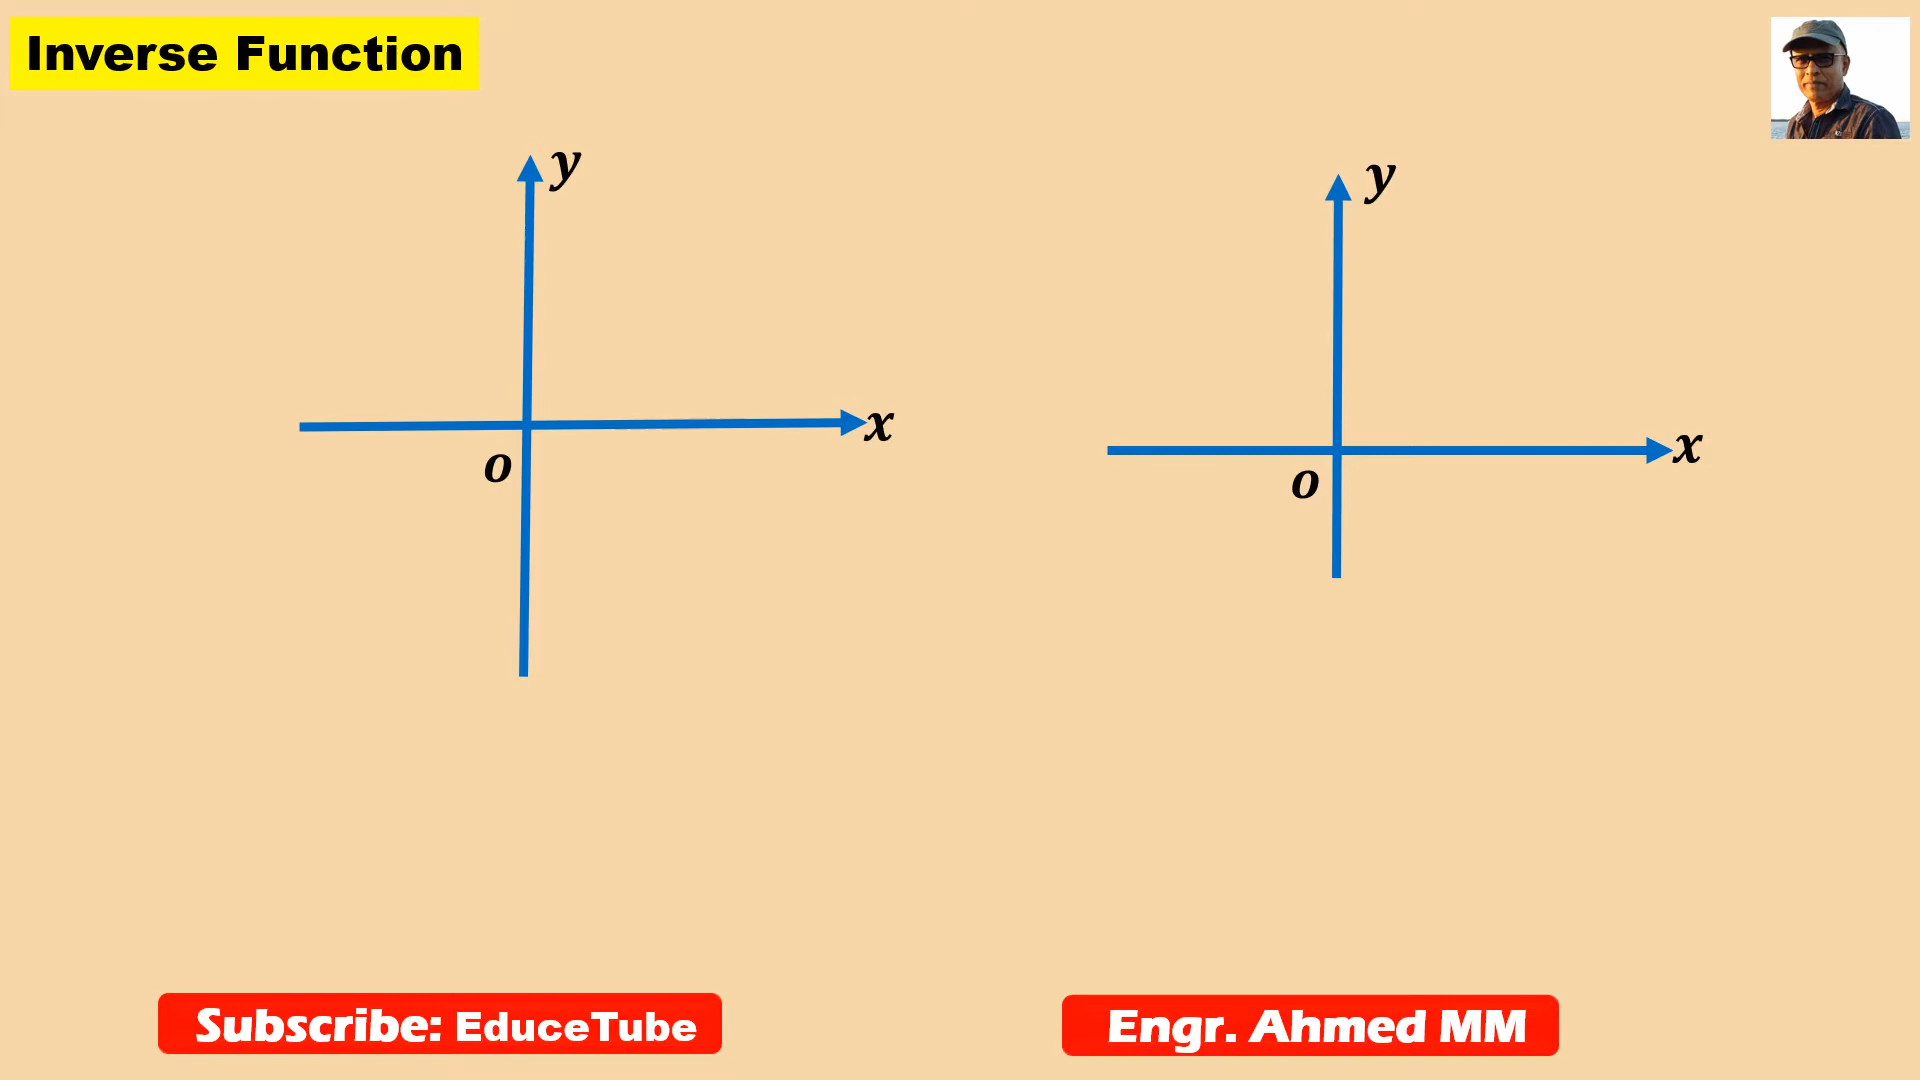 Inverse Function
y
y
x
x
o
o
Subscribe: EduceTube
Engr. Ahmed MM